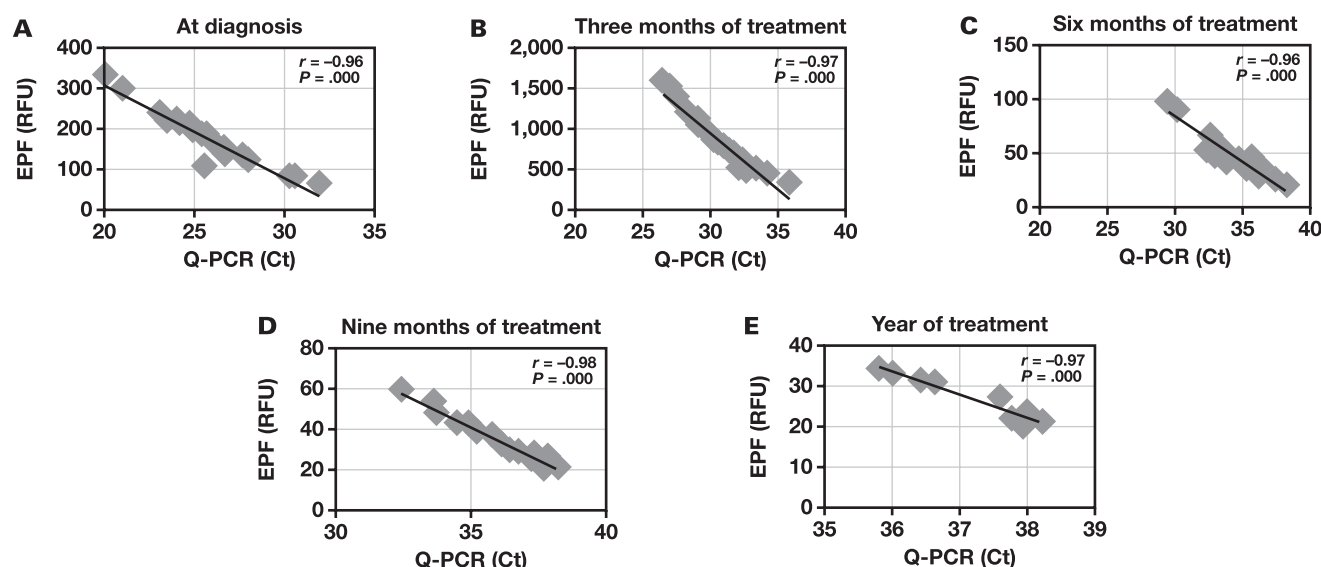 A
At diagnosis
400
300
200
100
0
EPF (RFU)
r = –0.96
P = .000
20
25
30
35
Q-PCR (Ct)
B
Three months of treatment
2,000
1,500
1,000
500
0
EPF (RFU)
r = –0.97
P = .000
20
25
30
35
40
Q-PCR (Ct)
C
Six months of treatment
150
100
50
0
EPF (RFU)
r = –0.96
P = .000
20
25
30
35
40
Q-PCR (Ct)
D
Nine months of treatment
80
60
40
20
0
EPF (RFU)
r = –0.98
P = .000
30
35
40
Q-PCR (Ct)
E
Year of treatment
40
30
20
10
0
EPF (RFU)
r = –0.97
P = .000
35
36
37
38
39
Q-PCR (Ct)